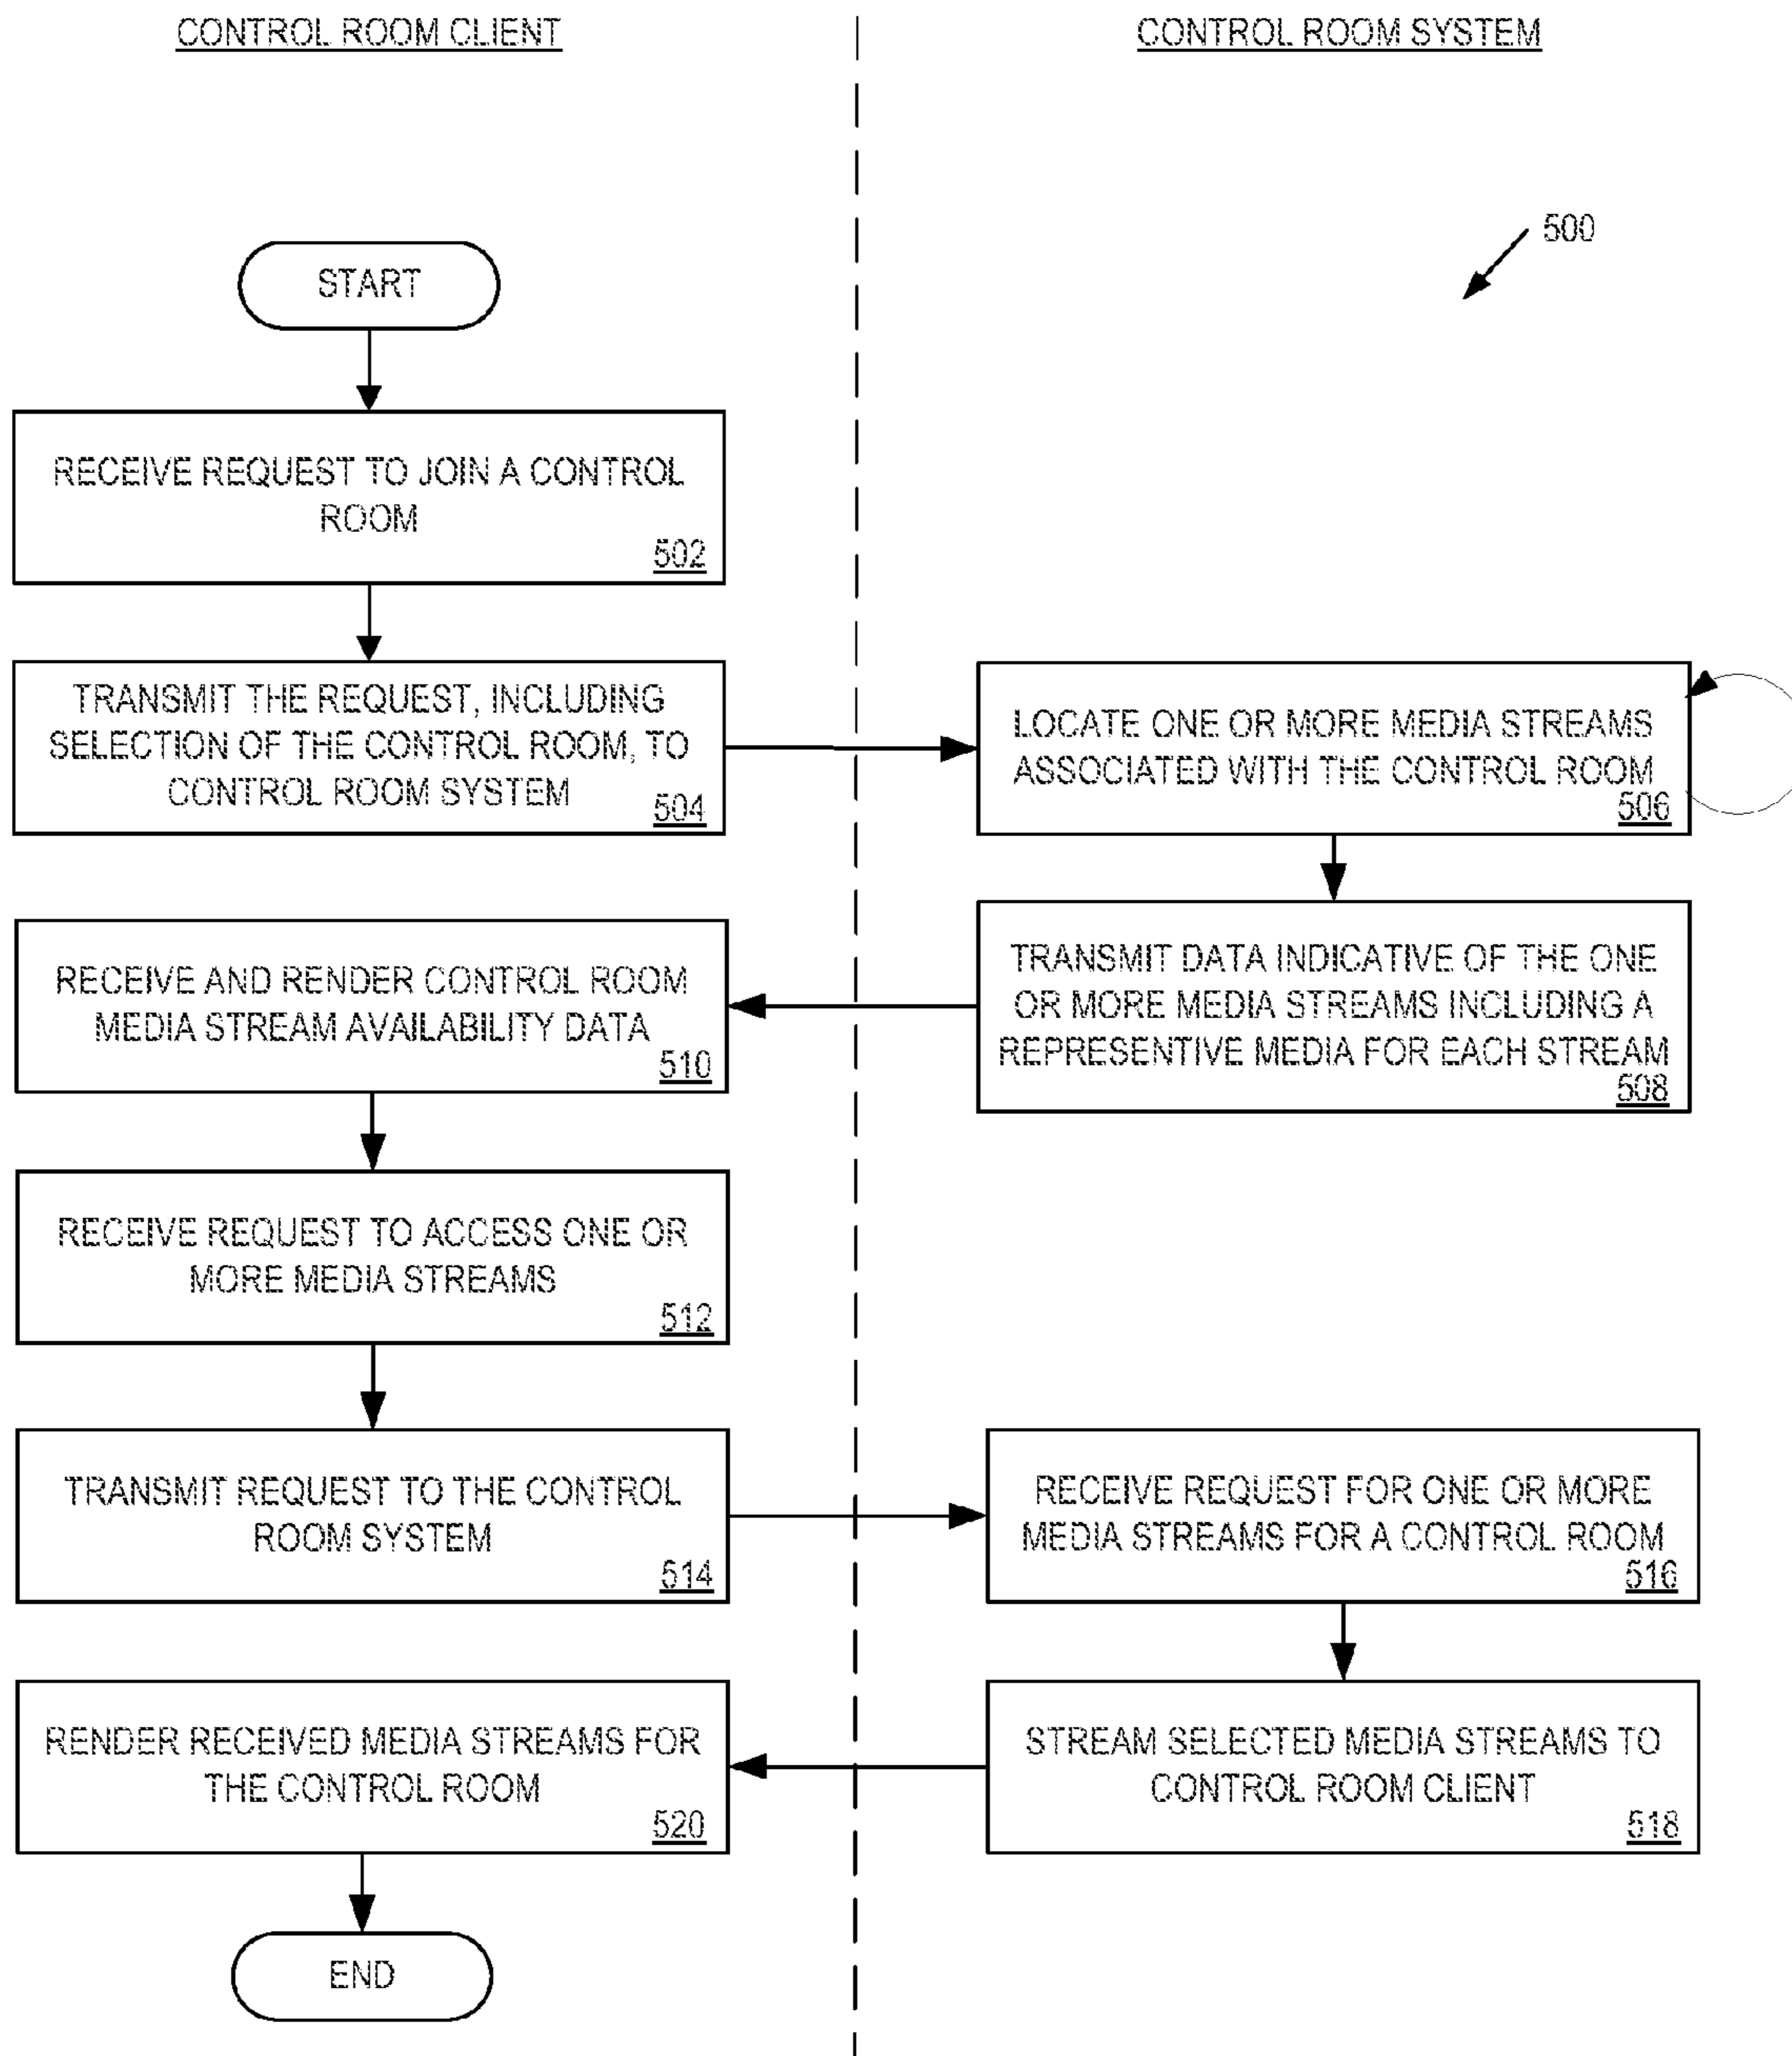 CONTROL ROOM CLIENT
CONTROL ROOM SYSTEM
500
START
RECEIVE REQUEST TO JOIN A CONTROL
ROOM
502
TRANSMIT THE REQUEST, INCLUDING
SELECTION OF THE CONTROL ROOM, TO
CONTROL ROOM SYSTEM
504
LOCATE ONE OR MORE MEDIA STREAMS
ASSOCIATED WITH THE CONTROL ROOM
506
TRANSMIT DATA INDICATIVE OF THE ONE
OR MORE MEDIA STREAMS INCLUDING A
REPRESENTIVE MEDIA FOR EACH STREAM
508
RECEIVE AND RENDER CONTROL ROOM
MEDIA STREAM AVAILABILITY DATA
510
RECEIVE REQUEST TO ACCESS ONE OR
MORE MEDIA STREAMS
512
TRANSMIT REQUEST TO THE CONTROL
ROOM SYSTEM
514
RECEIVE REQUEST FOR ONE OR MORE
MEDIA STREAMS FOR A CONTROL ROOM
516
STREAM SELECTED MEDIA STREAMS TO
CONTROL ROOM CLIENT
518
RENDER RECEIVED MEDIA STREAMS FOR
THE CONTROL ROOM
520
END